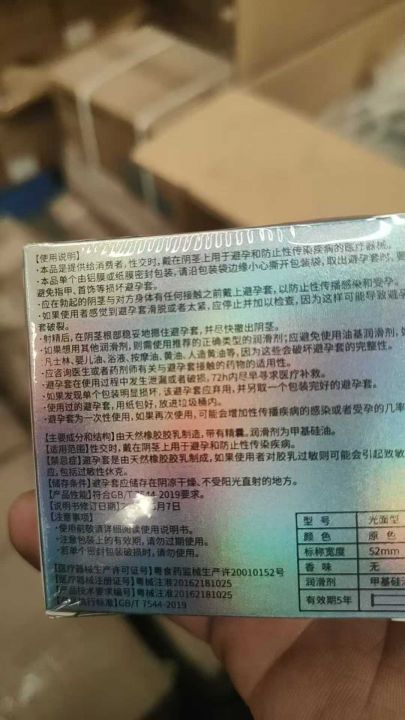 【使用说明】
·本品是提供给消费者,性交时,戴在阴茎上用于避孕和防止性传染疾病的医疗器械。
·本品单个由铝膜或纸膜密封包装,请沿包装袋边缘小心撕开包装袋,取出避孕套时,要
避免指甲,首饰等损坏避孕套。
·应在勃起的阴茎与对方身体有任何接触之前戴上避孕套,以防止性传播感染和受孕。
·如果使用者感觉到避孕套滑脱或者太紧,应停止并加以检查,因为这样可能导致避孕
套破裂。
·射精后,在阴茎根部稳妥地挪住避孕套,并尽快撤出阴茎。
·如果想用其他润滑剂,则需使用推荐的正确类型的润滑剂;应避免使用油基润滑剂,如
凡士林,婴儿油,浴液,按摩油,黄油,人造黄油等,因为这些会破坏避孕套的完整性。
·应咨询医生或者药剂师有关与避孕套接触的药物的适用性。
·避孕套在使用过程中发生泄漏或者破损,72h内尽早寻求医疗补救。
·如果发现单个包装明显损坏,该避孕套应弃用,并另取一个包装完好的避孕套。
·使用过的避孕套,用纸包好,放进垃圾桶内。
·避孕套为一次性使用,如果再次使用,可能会增加性传播疾病的感染或者受孕的几率
【主要成分和结构】由天然橡胶胶乳制造,带有精囊。润滑剂为甲基硅油。
【适用范围】性交时,戴在阴茎上用于避孕和防止性传染疾病。
【禁忌症】避孕套是由天然橡胶胶乳制成,如果使用者对胶乳过敏则可能会引起致敏
应,包括过敏性休克。
【储存条件】避孕套应储存在阴凉干燥、不受阳光直射的地方。
【产品性能】符合GB/T 7544-2019要求。
【说明书修订日期】2 月7日
【注意事项】
·使用前敬请详细阅读使用说明书。
·注意包装上的有效期,请勿过期使用。
·若单个密封包装破损时,请勿使用。
【医疗器械生产许可证号】粤食药监械生产许20010152号
【医疗器械注册证号】粤械注准20162181025
【产品技术要求编号】粤械注准20162181025
【产品执行标准】GB/T 7544-2019
型 号 光面型
颜 色 原 色
标称宽度 52mm
香 味 无
润滑剂 甲基硅
有效期5年